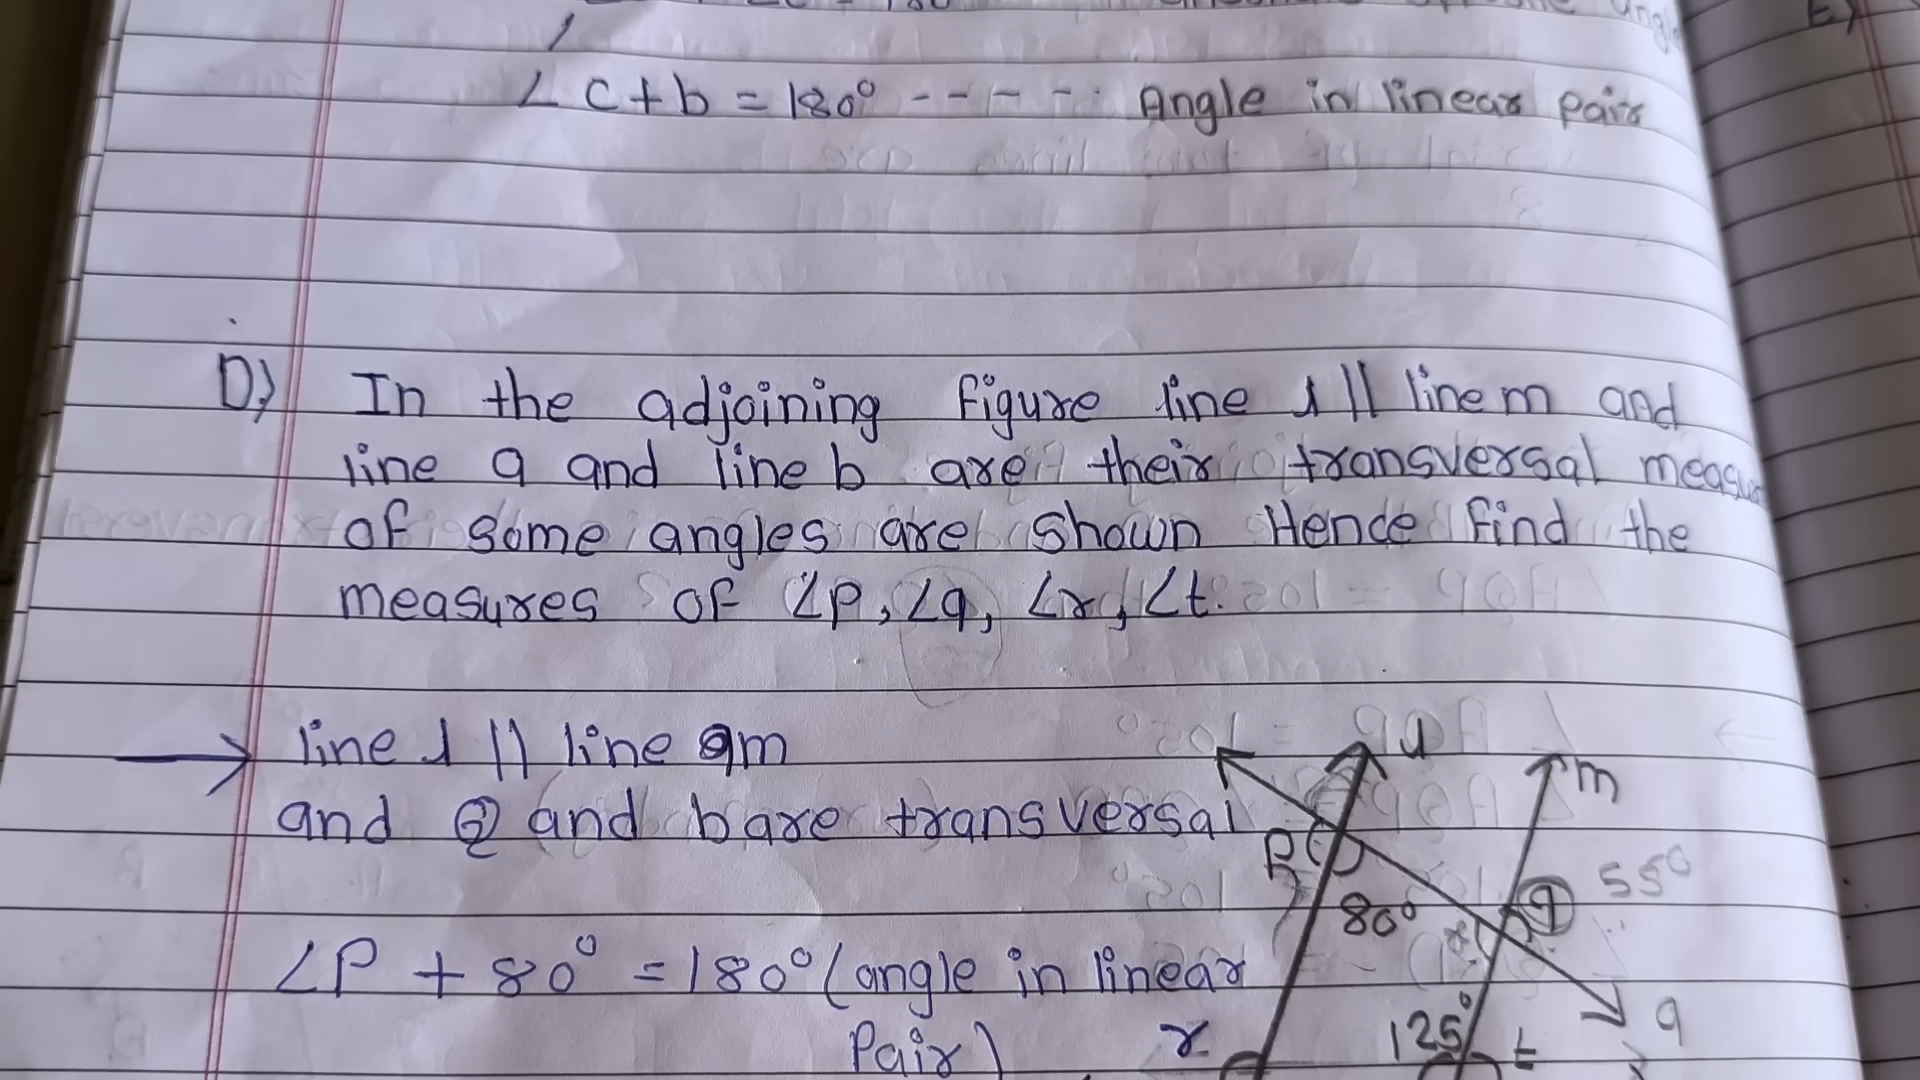 ∠ c+b = 180° ----- Angle in linear pair
D) In the adjoining figure line l || line m and
line a and line b are their transversal measu
of some angles are shown Hence find the
measures of ∠p, ∠q, ∠r, ∠t.
→ line l || line m
and a and b are transversal
∠P + 80° = 180° (angle in linear
Pair)
l
m
P
80°
q
55°
x
a
r
125°
t
E)